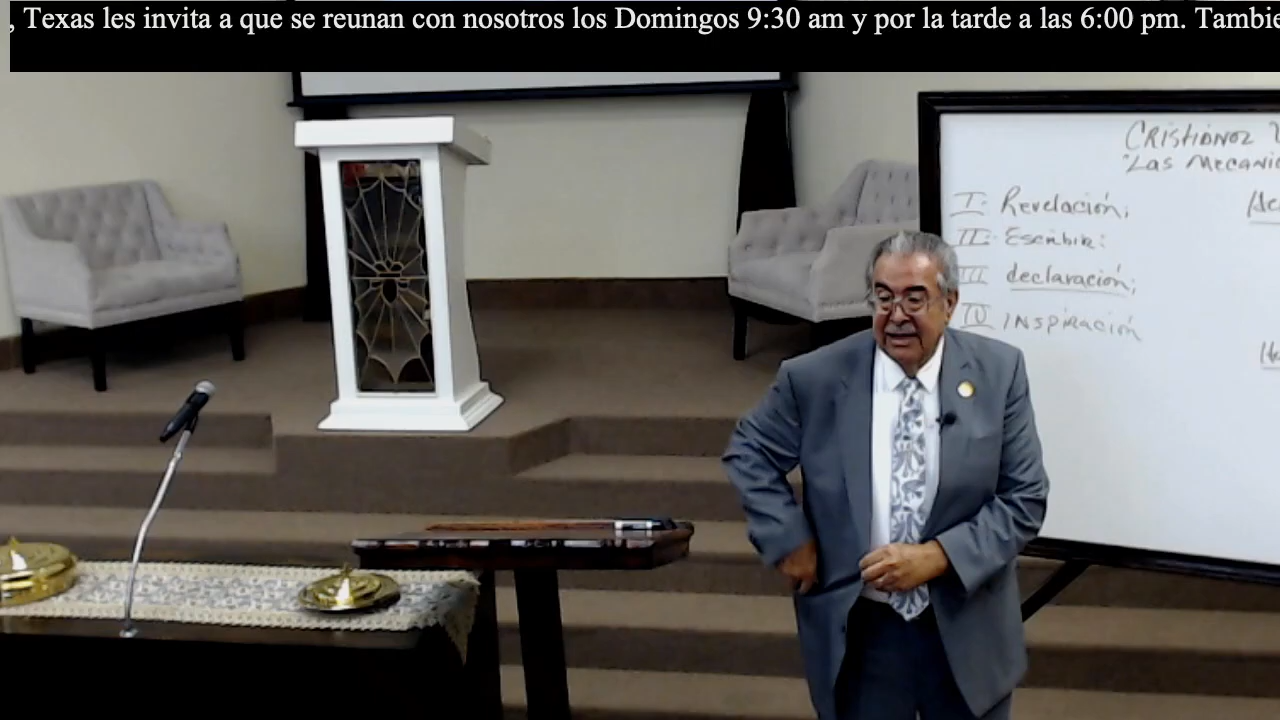 , Texas les invita a que se reunan con nosotros los Domingos 9:30 am y por la tarde a las 6:00 pm. Tambie
CRISTIANOZ
"LAS MECANIC
I. Revelación;
II. Escribir:
III declaración;
IV INSPIRACIÓN